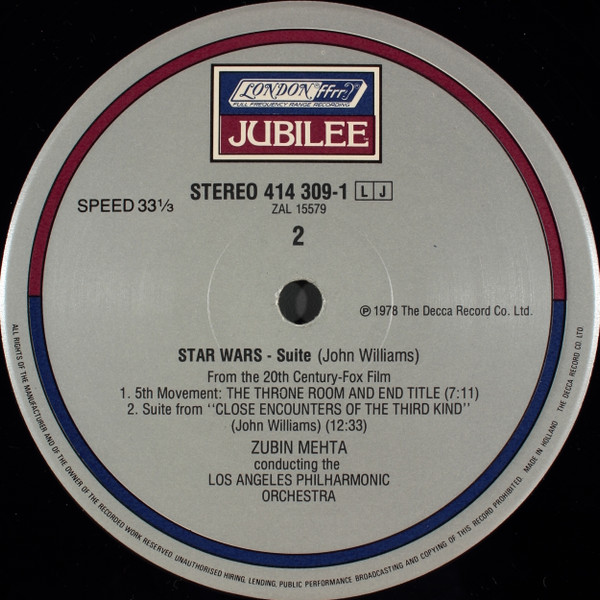 LONDON ffrr
FULL FREQUENCY RANGE RECORDING
JUBILEE
STEREO 414 309-1 LJ
SPEED 33⅓
ZAL 15579
2
℗ 1978 The Decca Record Co. Ltd.
STAR WARS - Suite (John Williams)
From the 20th Century-Fox Film
1. 5th Movement: THE THRONE ROOM AND END TITLE (7:11)
2. Suite from "CLOSE ENCOUNTERS OF THE THIRD KIND"
(John Williams) (12:33)
ZUBIN MEHTA
conducting the
LOS ANGELES PHILHARMONIC
ORCHESTRA
ALL RIGHTS OF THE MANUFACTURER AND OF THE OWNER OF THE RECORDED WORK RESERVED. UNAUTHORISED HIRING, LENDING, PUBLIC PERFORMANCE BROADCASTING AND COPYING OF THIS RECORD PROHIBITED. MADE IN HOLLAND THE DECCA RECORD CO. LTD.